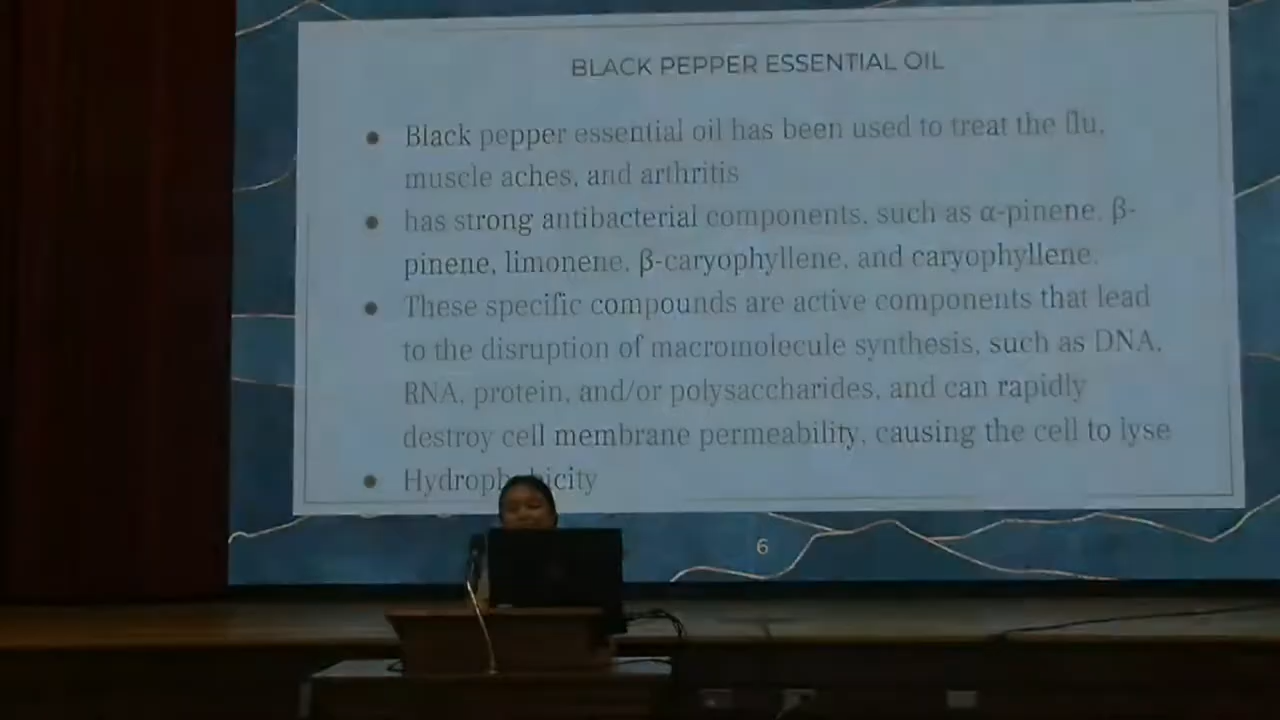 BLACK PEPPER ESSENTIAL OIL
● Black pepper essential oil has been used to treat the flu,
muscle aches, and arthritis
● has strong antibacterial components, such as α-pinene, β-
pinene, limonene, β-caryophyllene, and caryophyllene.
● These specific compounds are active components that lead
to the disruption of macromolecule synthesis, such as DNA,
RNA, protein, and/or polysaccharides, and can rapidly
destroy cell membrane permeability, causing the cell to lyse
● Hydrophobicity
6